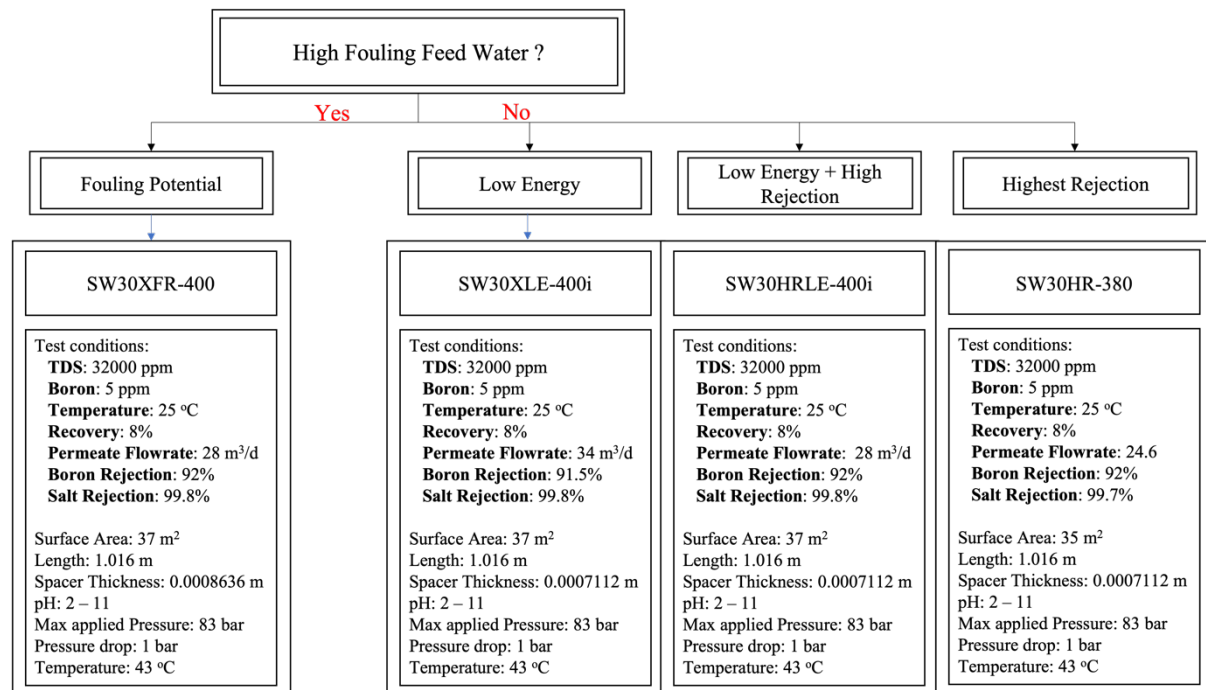 High Fouling Feed Water ?
Yes
No
Fouling Potential
Low Energy
Low Energy + High
Rejection
Highest Rejection
SW30XFR-400
Test conditions:
TDS: 32000 ppm
Boron: 5 ppm
Temperature: 25 °C
Recovery: 8%
Permeate Flowrate: 28 m³/d
Boron Rejection: 92%
Salt Rejection: 99.8%
Surface Area: 37 m²
Length: 1.016 m
Spacer Thickness: 0.0008636 m
pH: 2 – 11
Max applied Pressure: 83 bar
Pressure drop: 1 bar
Temperature: 43 °C
SW30XLE-400i
Test conditions:
TDS: 32000 ppm
Boron: 5 ppm
Temperature: 25 °C
Recovery: 8%
Permeate Flowrate: 34 m³/d
Boron Rejection: 91.5%
Salt Rejection: 99.8%
Surface Area: 37 m²
Length: 1.016 m
Spacer Thickness: 0.0007112 m
pH: 2 – 11
Max applied Pressure: 83 bar
Pressure drop: 1 bar
Temperature: 43 °C
SW30HRLE-400i
Test conditions:
TDS: 32000 ppm
Boron: 5 ppm
Temperature: 25 °C
Recovery: 8%
Permeate Flowrate: 28 m³/d
Boron Rejection: 92%
Salt Rejection: 99.8%
Surface Area: 37 m²
Length: 1.016 m
Spacer Thickness: 0.0007112 m
pH: 2 – 11
Max applied Pressure: 83 bar
Pressure drop: 1 bar
Temperature: 43 °C
SW30HR-380
Test conditions:
TDS: 32000 ppm
Boron: 5 ppm
Temperature: 25 °C
Recovery: 8%
Permeate Flowrate: 24.6
Boron Rejection: 92%
Salt Rejection: 99.7%
Surface Area: 35 m²
Length: 1.016 m
Spacer Thickness: 0.0007112 m
pH: 2 – 11
Max applied Pressure: 83 bar
Pressure drop: 1 bar
Temperature: 43 °C